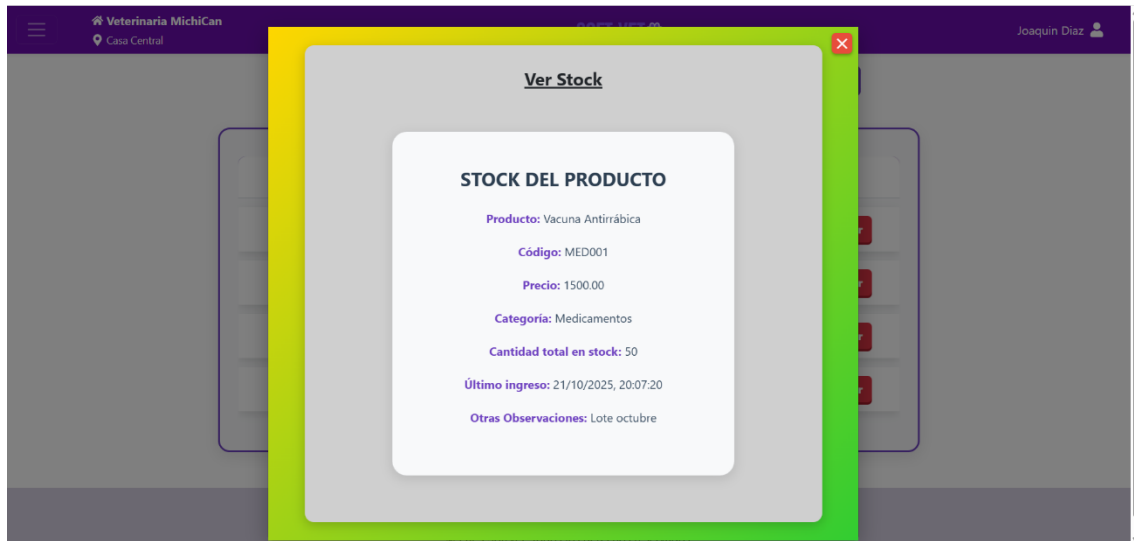 Veterinaria MichiCan
Casa Central
Joaquin Diaz
Ver Stock
STOCK DEL PRODUCTO
Producto: Vacuna Antirrábica
Código: MED001
Precio: 1500.00
Categoría: Medicamentos
Cantidad total en stock: 50
Último ingreso: 21/10/2025, 20:07:20
Otras Observaciones: Lote octubre